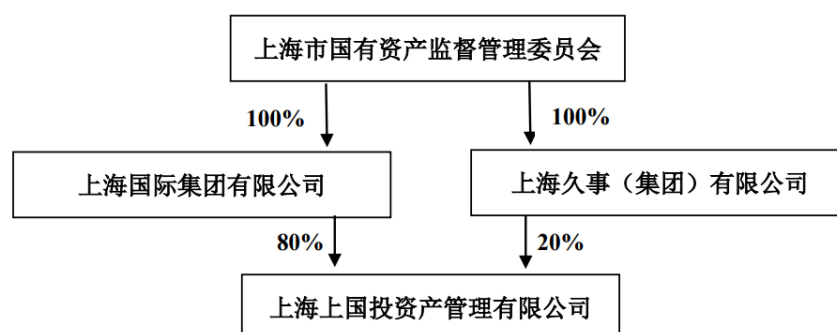 上海市国有资产监督管理委员会
100%
100%
上海国际集团有限公司
上海久事（集团）有限公司
80%
20%
上海上国投资产管理有限公司